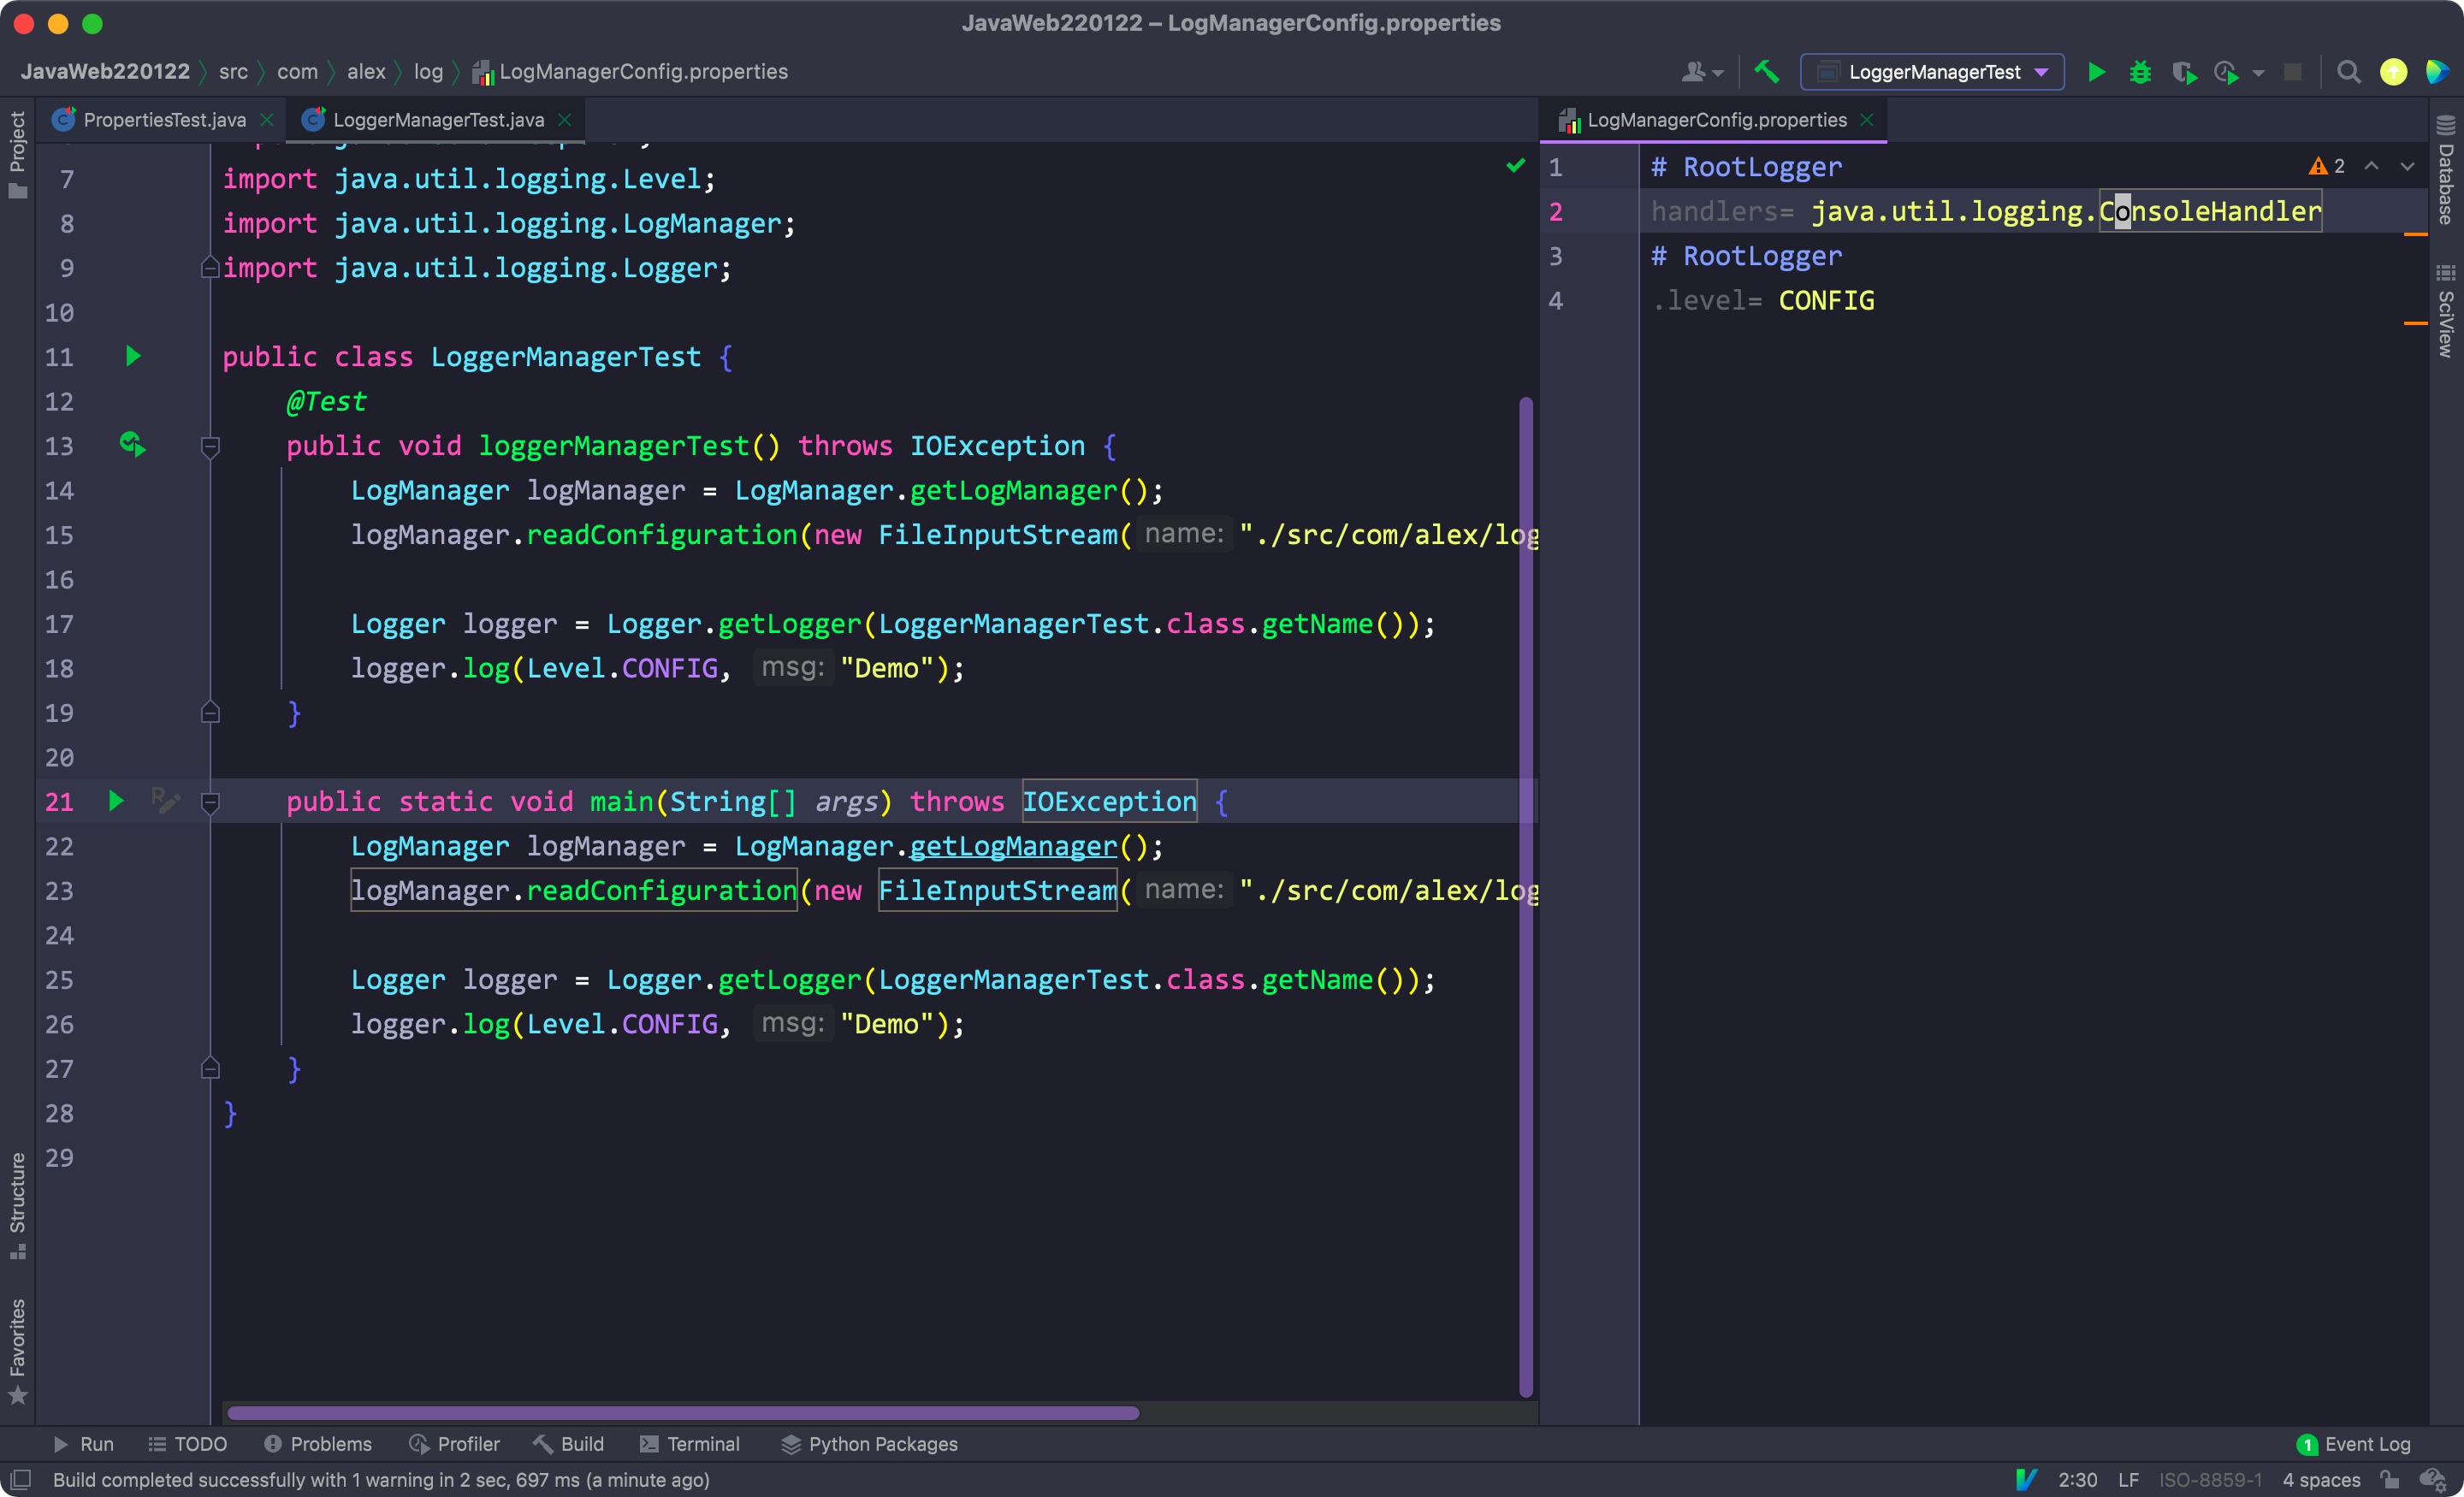 JavaWeb220122 – LogManagerConfig.properties
JavaWeb220122 src com alex log LogManagerConfig.properties
LoggerManagerTest
Project
PropertiesTest.java
LoggerManagerTest.java
7 import java.util.logging.Level;
8 import java.util.logging.LogManager;
9 import java.util.logging.Logger;
10
11 public class LoggerManagerTest {
12 @Test
13 public void loggerManagerTest() throws IOException {
14 LogManager logManager = LogManager.getLogManager();
15 logManager.readConfiguration(new FileInputStream( name: "./src/com/alex/log
16
17 Logger logger = Logger.getLogger(LoggerManagerTest.class.getName());
18 logger.log(Level.CONFIG, msg: "Demo");
19 }
20
21 public static void main(String[] args) throws IOException {
22 LogManager logManager = LogManager.getLogManager();
23 logManager.readConfiguration(new FileInputStream( name: "./src/com/alex/log
24
25 Logger logger = Logger.getLogger(LoggerManagerTest.class.getName());
26 logger.log(Level.CONFIG, msg: "Demo");
27 }
28 }
29
LogManagerConfig.properties
2
1 # RootLogger
2 handlers= java.util.logging.ConsoleHandler
3 # RootLogger
4 .level= CONFIG
Database
SciView
Structure
Favorites
Run TODO Problems Profiler Build Terminal Python Packages
1 Event Log
Build completed successfully with 1 warning in 2 sec, 697 ms (a minute ago)
2:30 LF ISO-8859-1 4 spaces